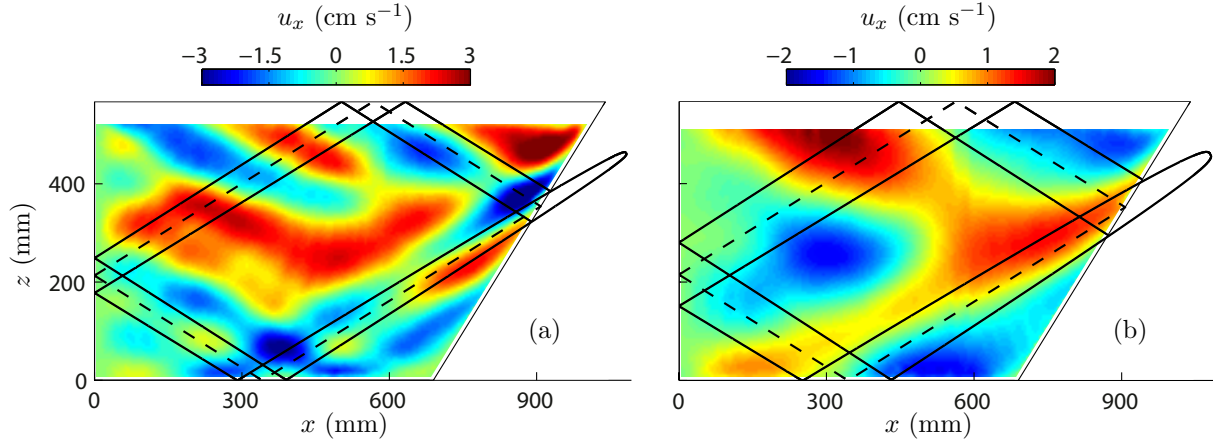 u_x (cm s⁻¹)
−3 −1.5 0 1.5 3
u_x (cm s⁻¹)
−2 −1 0 1 2
z (mm)
400
200
0
0 300 600 900
x (mm)
(a)
0 300 600 900
x (mm)
(b)